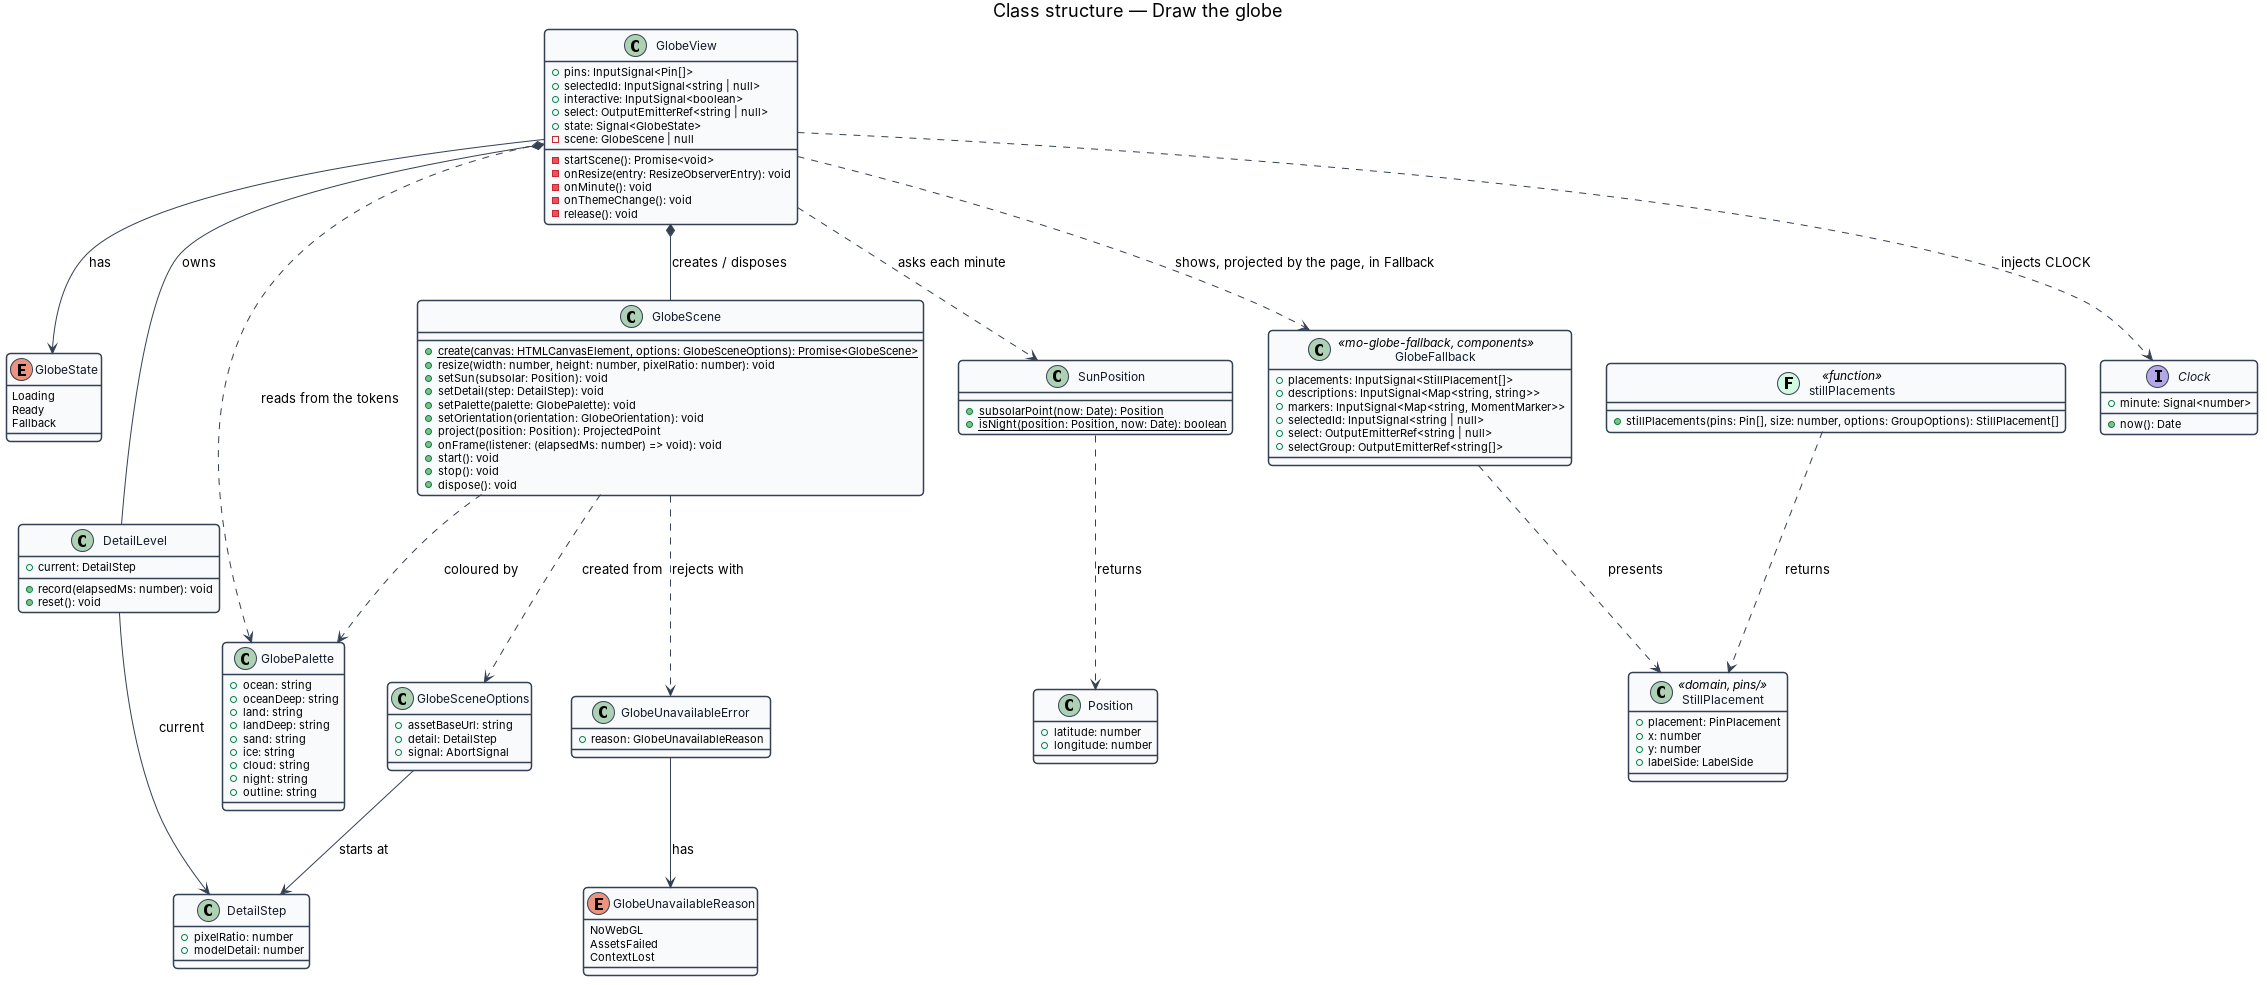 Class structure — Draw the globe
C GlobeView
pins: InputSignal<Pin[]>
selectedId: InputSignal<string | null>
interactive: InputSignal<boolean>
select: OutputEmitterRef<string | null>
state: Signal<GlobeState>
scene: GlobeScene | null
startScene(): Promise<void>
onResize(entry: ResizeObserverEntry): void
onMinute(): void
onThemeChange(): void
release(): void
has
owns
creates / disposes
asks each minute
shows, projected by the page, in Fallback
injects CLOCK
reads from the tokens
E GlobeState
Loading
Ready
Fallback
C GlobeScene
create(canvas: HTMLCanvasElement, options: GlobeSceneOptions): Promise<GlobeScene>
resize(width: number, height: number, pixelRatio: number): void
setSun(subsolar: Position): void
setDetail(step: DetailStep): void
setPalette(palette: GlobePalette): void
setOrientation(orientation: GlobeOrientation): void
project(position: Position): ProjectedPoint
onFrame(listener: (elapsedMs: number) => void): void
start(): void
stop(): void
dispose(): void
C SunPosition
subsolarPoint(now: Date): Position
isNight(position: Position, now: Date): boolean
C «mo-globe-fallback, components»
GlobeFallback
placements: InputSignal<StillPlacement[]>
descriptions: InputSignal<Map<string, string>>
markers: InputSignal<Map<string, MomentMarker>>
selectedId: InputSignal<string | null>
select: OutputEmitterRef<string | null>
selectGroup: OutputEmitterRef<string[]>
F «function»
stillPlacements
stillPlacements(pins: Pin[], size: number, options: GroupOptions): StillPlacement[]
I Clock
minute: Signal<number>
now(): Date
C DetailLevel
current: DetailStep
record(elapsedMs: number): void
reset(): void
coloured by
created from
rejects with
returns
presents
returns
current
C GlobePalette
ocean: string
oceanDeep: string
land: string
landDeep: string
sand: string
ice: string
cloud: string
night: string
outline: string
C GlobeSceneOptions
assetBaseUrl: string
detail: DetailStep
signal: AbortSignal
C GlobeUnavailableError
reason: GlobeUnavailableReason
C Position
latitude: number
longitude: number
C «domain, pins/»
StillPlacement
placement: PinPlacement
x: number
y: number
labelSide: LabelSide
starts at
has
C DetailStep
pixelRatio: number
modelDetail: number
E GlobeUnavailableReason
NoWebGL
AssetsFailed
ContextLost